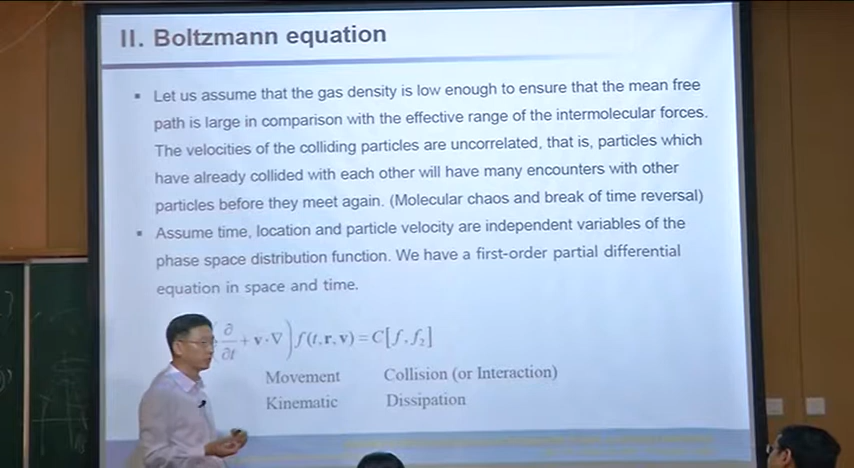 II. Boltzmann equation
▪ Let us assume that the gas density is low enough to ensure that the mean free
path is large in comparison with the effective range of the intermolecular forces.
The velocities of the colliding particles are uncorrelated, that is, particles which
have already collided with each other will have many encounters with other
particles before they meet again. (Molecular chaos and break of time reversal)
▪ Assume time, location and particle velocity are independent variables of the
phase space distribution function. We have a first-order partial differential
equation in space and time.
∂/∂t + v·∇) f(t,r,v) = C[f,f₂]
Movement Collision (or Interaction)
Kinematic Dissipation